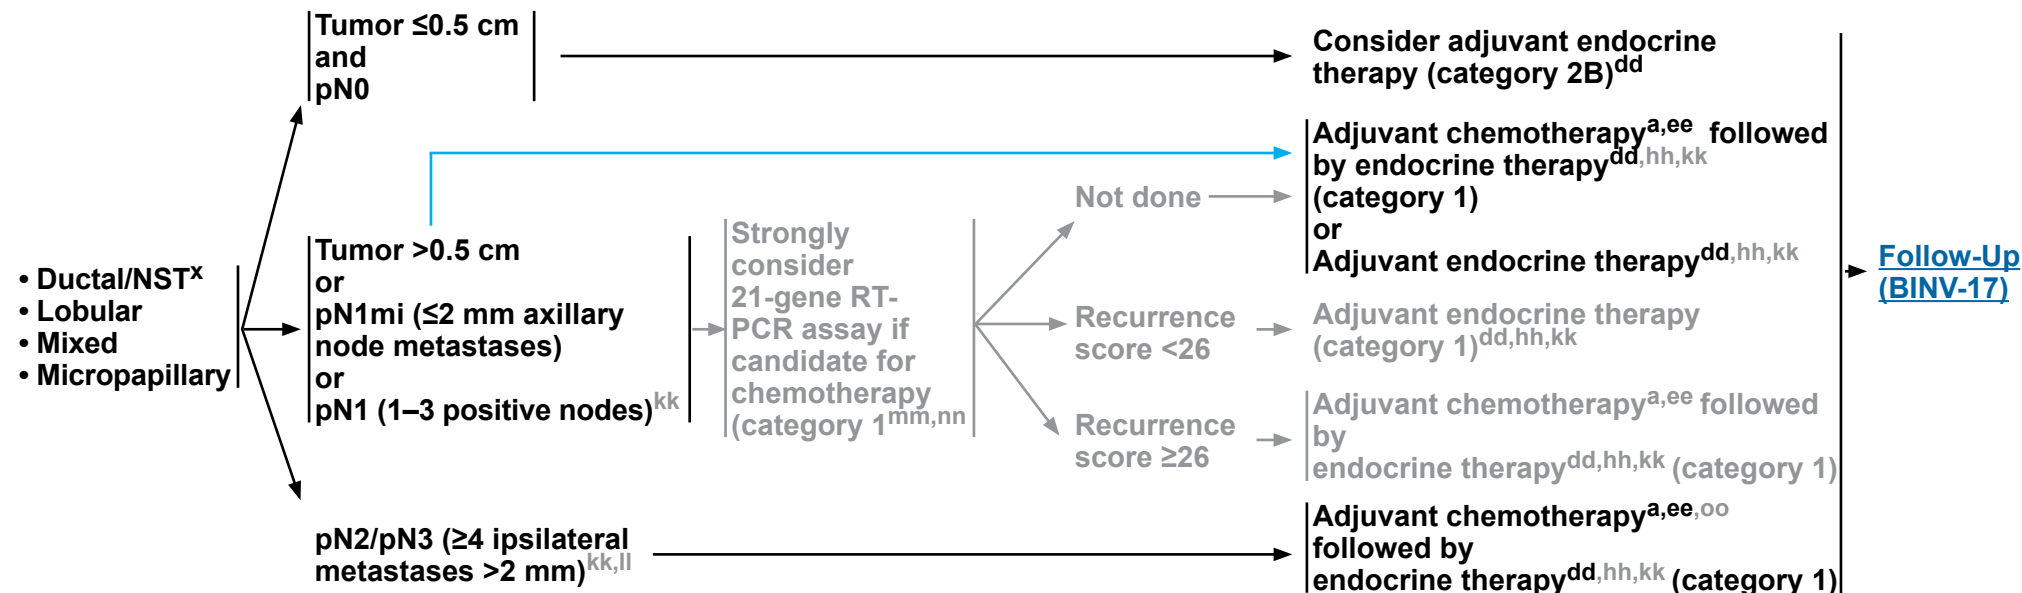 • Ductal/NSTx
• Lobular
• Mixed
• Micropapillary
Tumor ≤0.5 cm
and
pN0
Tumor >0.5 cm
or
pN1mi (≤2 mm axillary
node metastases)
or
pN1 (1–3 positive nodes)kk
pN2/pN3 (≥4 ipsilateral
metastases >2 mm)kk,ll
Strongly
consider
21-gene RT-
PCR assay if
candidate for
chemotherapy
(category 1mm,nn
Not done
Recurrence
score <26
Recurrence
score ≥26
Consider adjuvant endocrine
therapy (category 2B)dd
Adjuvant chemotherapya,ee followed
by endocrine therapydd,hh,kk
(category 1)
or
Adjuvant endocrine therapydd,hh,kk
Adjuvant endocrine therapy
(category 1)dd,hh,kk
Adjuvant chemotherapya,ee followed
by
endocrine therapydd,hh,kk (category 1)
Adjuvant chemotherapya,ee,oo
followed by
endocrine therapydd,hh,kk (category 1)
Follow-Up
(BINV-17)